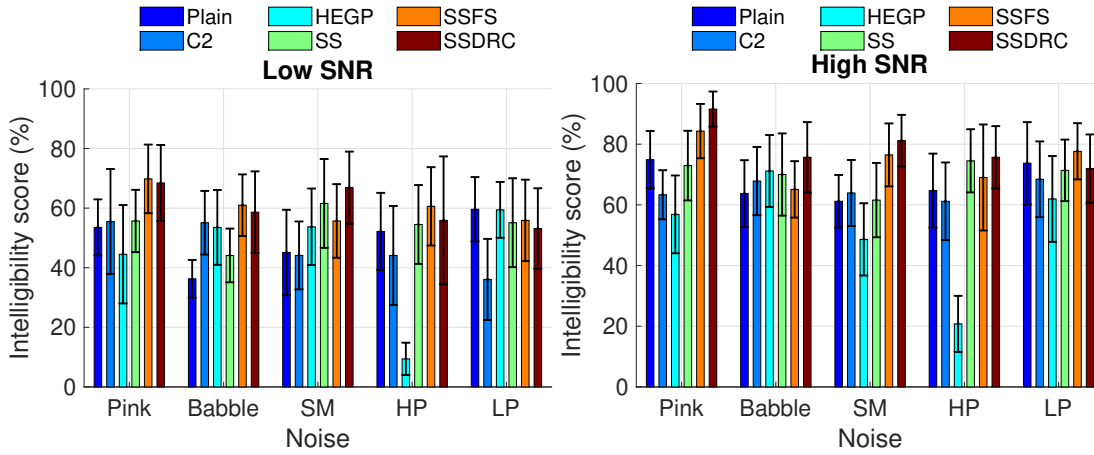 Plain HEGP SSFS
C2 SS SSDRC
Low SNR
Intelligibility score (%)
100
80
60
40
20
0
Pink Babble SM HP LP
Noise
Plain HEGP SSFS
C2 SS SSDRC
High SNR
Intelligibility score (%)
100
80
60
40
20
0
Pink Babble SM HP LP
Noise